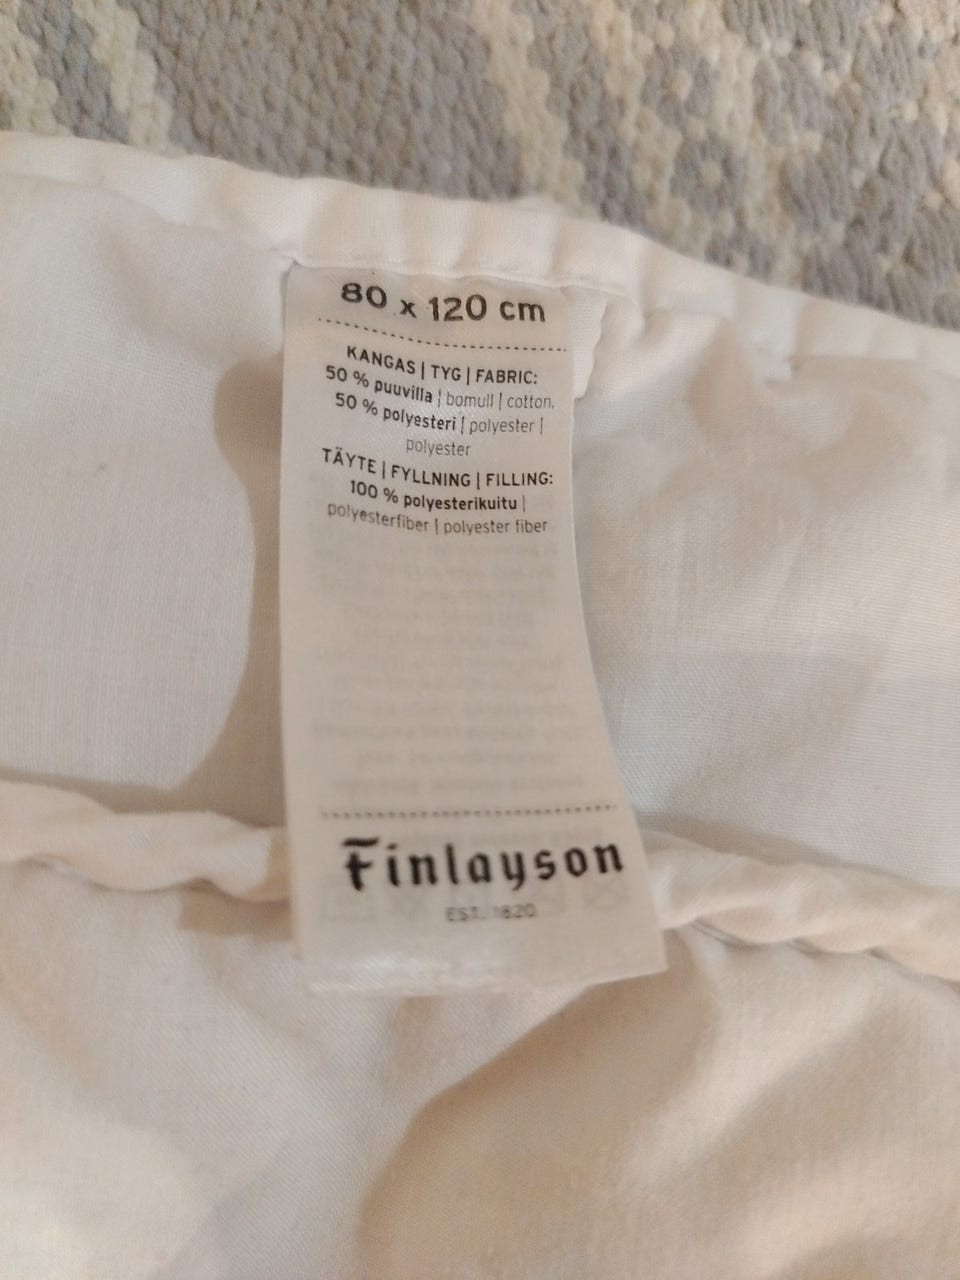 80 x 120 cm
KANGAS | TYG | FABRIC:
50 % puuvilla | bomull | cotton,
50 % polyesteri | polyester |
polyester
TÄYTE | FYLLNING | FILLING:
100 % polyesterikuitu |
polyesterfiber | polyester fiber
Finlayson
EST. 1820